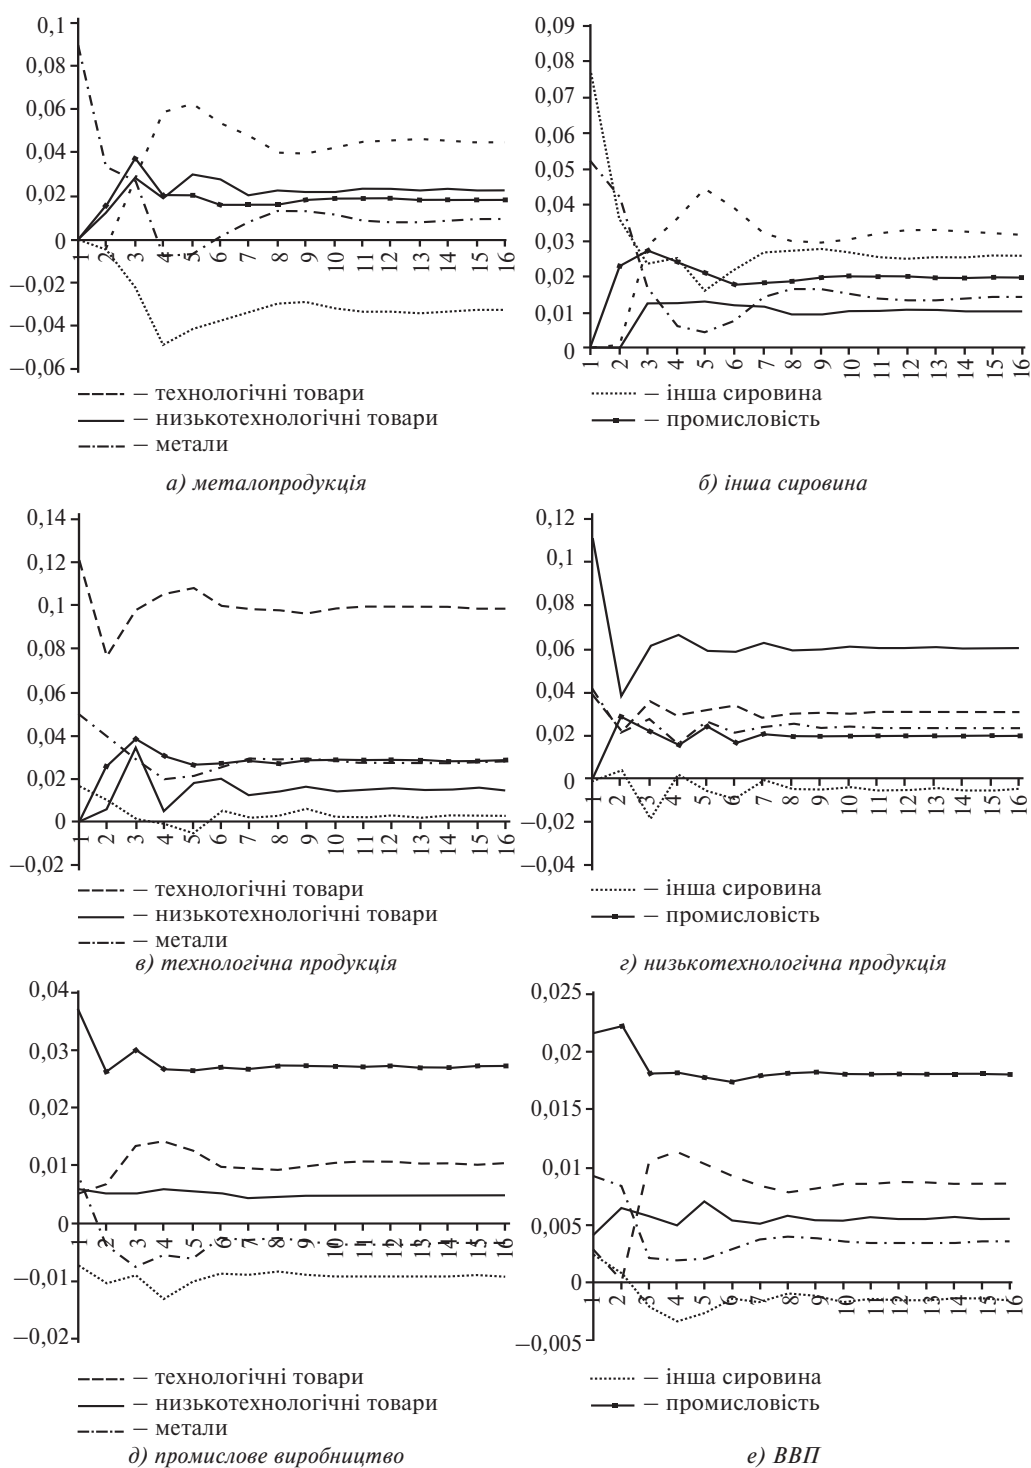 0,1
0,08
0,06
0,04
0,02
0
−0,02
−0,04
−0,06
1 2 3 4 5 6 7 8 9 10 11 12 13 14 15 16
0,09
0,08
0,07
0,06
0,05
0,04
0,03
0,02
0,01
0
1 2 3 4 5 6 7 8 9 10 11 12 13 14 15 16
– технологічні товари
– низькотехнологічні товари
– метали
– інша сировина
– промисловість
а) металопродукція
б) інша сировина
0,14
0,12
0,1
0,08
0,06
0,04
0,02
0
−0,02
1 2 3 4 5 6 7 8 9 10 11 12 13 14 15 16
0,12
0,1
0,08
0,06
0,04
0,02
0
−0,02
−0,04
1 2 3 4 5 6 7 8 9 10 11 12 13 14 15 16
– технологічні товари
– низькотехнологічні товари
– метали
– інша сировина
– промисловість
в) технологічна продукція
г) низькотехнологічна продукція
0,04
0,03
0,02
0,01
0
−0,01
−0,02
1 2 3 4 5 6 7 8 9 10 11 12 13 14 15 16
0,025
0,02
0,015
0,01
0,005
0
−0,005
1 2 3 4 5 6 7 8 9 10 11 12 13 14 15 16
– технологічні товари
– низькотехнологічні товари
– метали
– інша сировина
– промисловість
д) промислове виробництво
е) ВВП